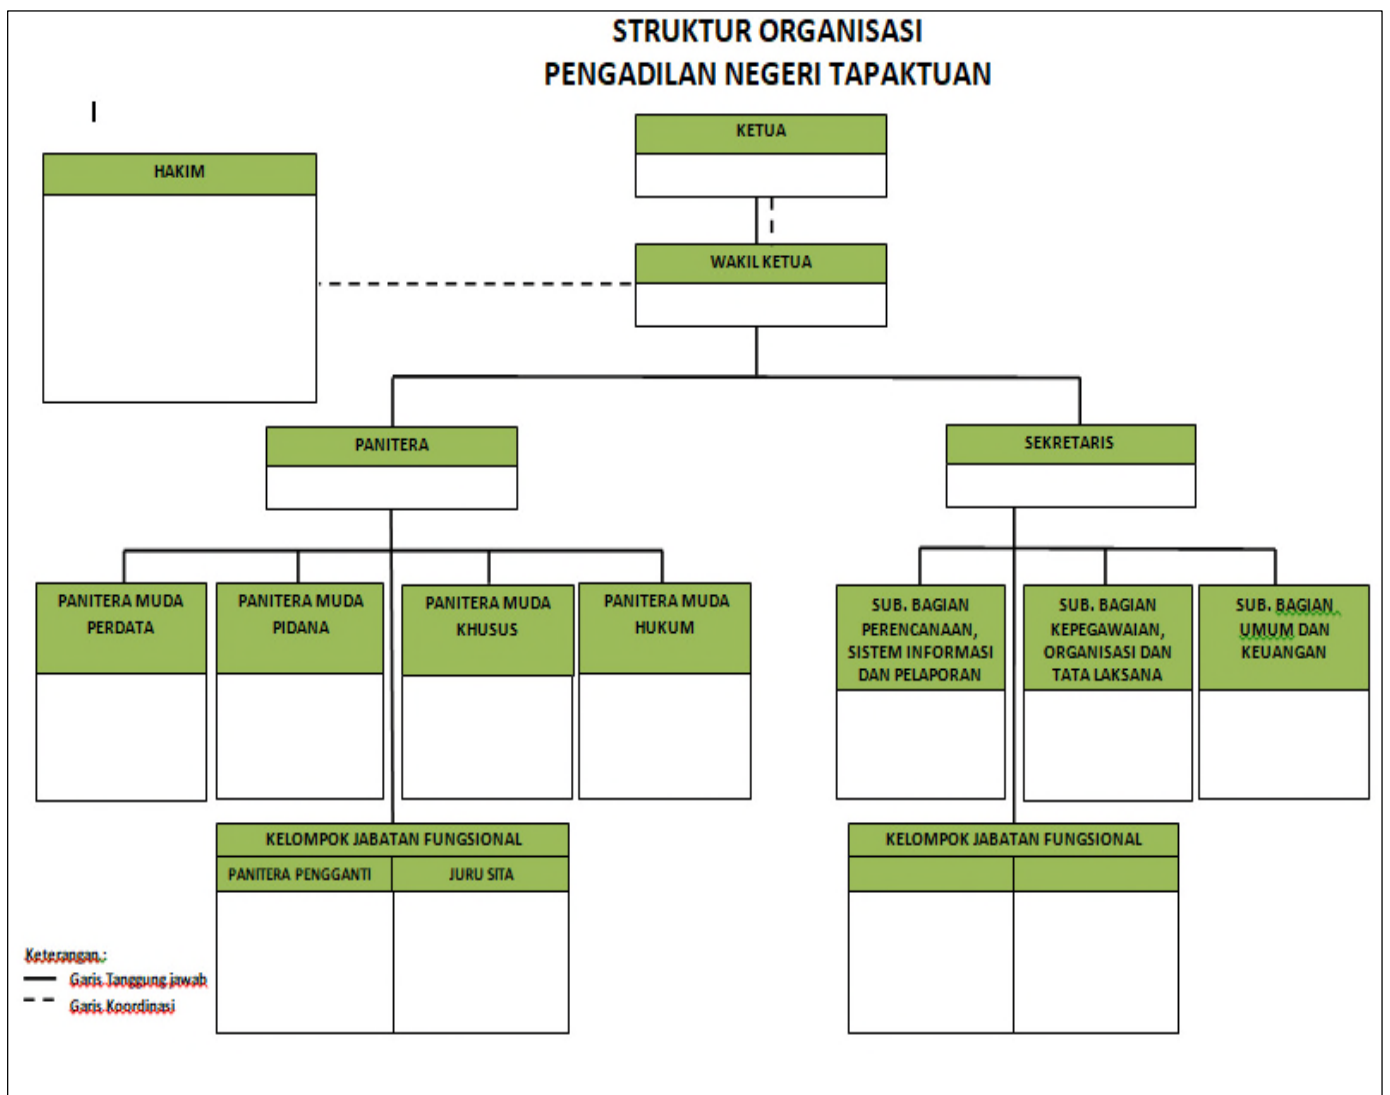 STRUKTUR ORGANISASI
PENGADILAN NEGERI TAPAKTUAN
KETUA
HAKIM
WAKIL KETUA
PANITERA
SEKRETARIS
PANITERA MUDA
PERDATA
PANITERA MUDA
PIDANA
PANITERA MUDA
KHUSUS
PANITERA MUDA
HUKUM
SUB. BAGIAN
PERENCANAAN,
SISTEM INFORMASI
DAN PELAPORAN
SUB. BAGIAN
KEPEGAWAIAN,
ORGANISASI DAN
TATA LAKSANA
SUB. BAGIAN
UMUM DAN
KEUANGAN
KELOMPOK JABATAN FUNGSIONAL
PANITERA PENGGANTI
JURU SITA
KELOMPOK JABATAN FUNGSIONAL
Keterangan :
Garis Tanggung jawab
Garis Koordinasi